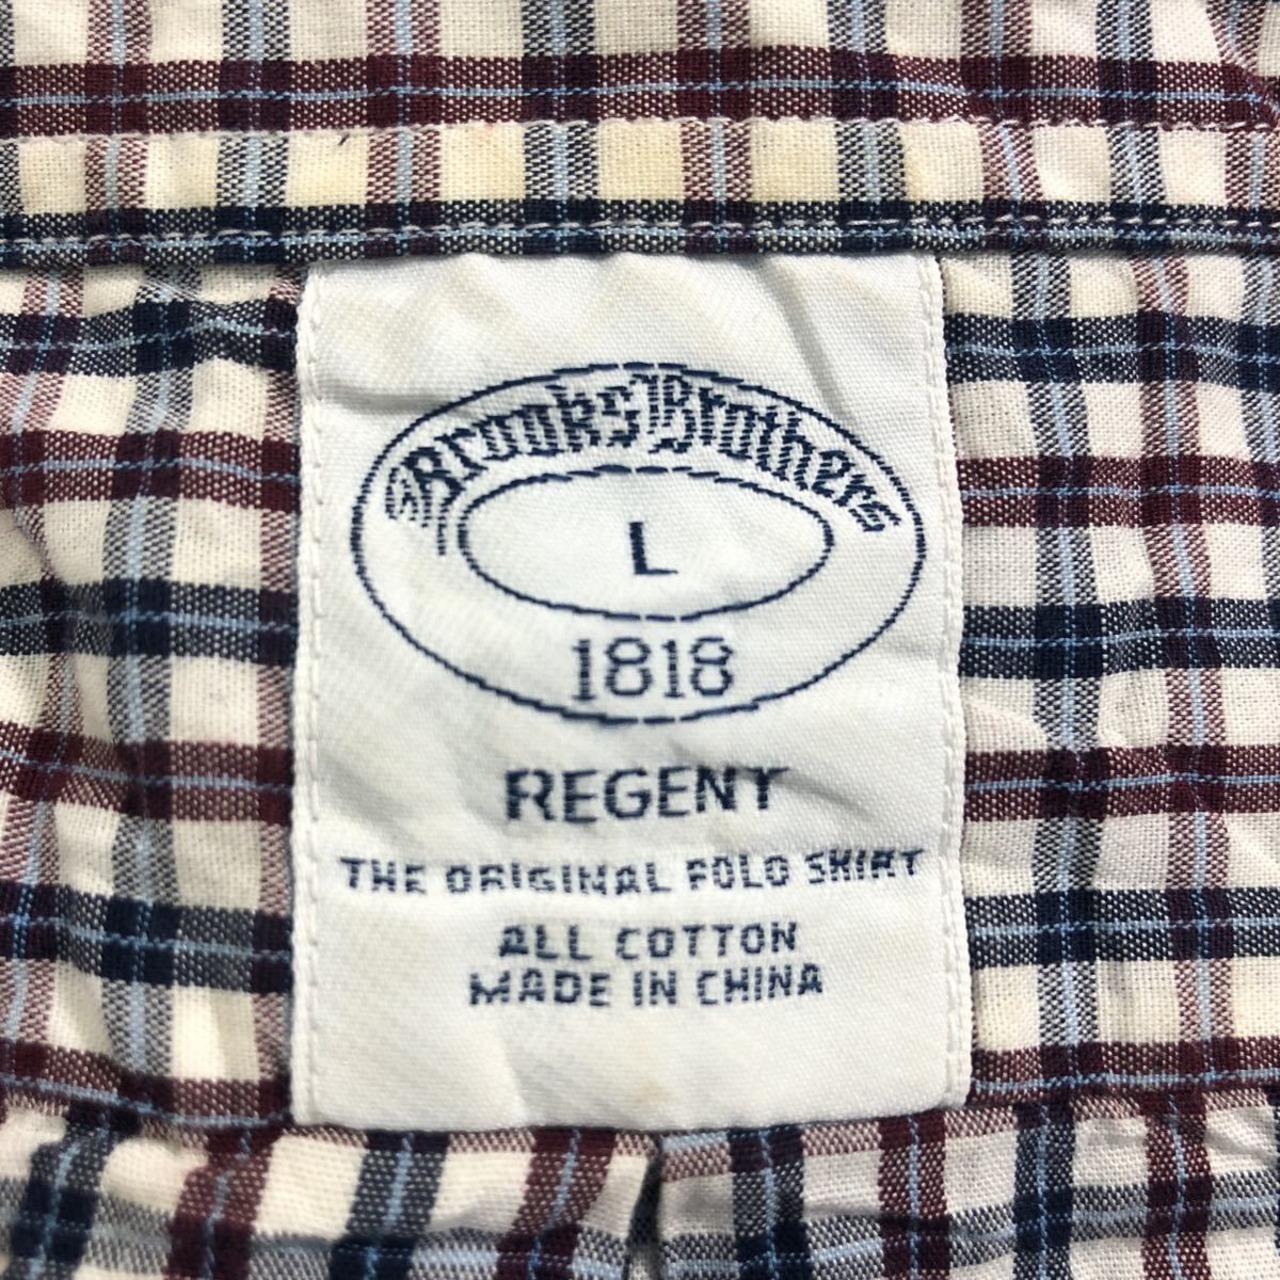 Brooks Brothers
L
1818
REGENT
THE ORIGINAL POLO SHIRT
ALL COTTON
MADE IN CHINA